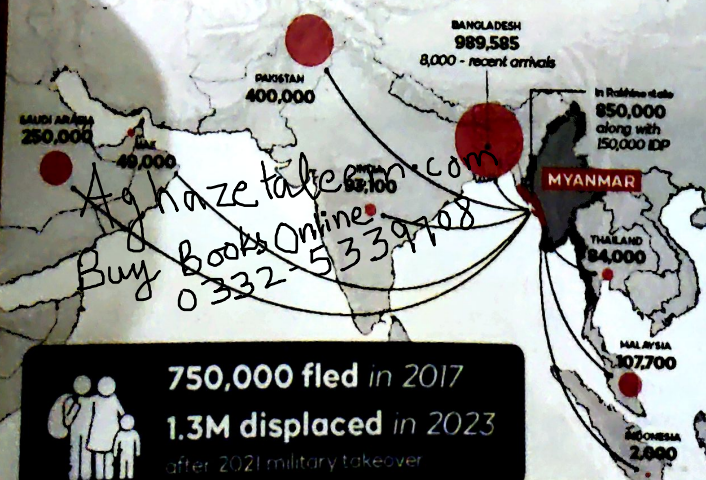 BANGLADESH
989,585
8,000 - recent arrivals
PAKISTAN
400,000
In Rakhine state
850,000
along with
150,000 IDP
SAUDI ARABIA
250,000
UAE
40,000
INDIA
93,100
MYANMAR
THAILAND
84,000
MALAYSIA
107,700
INDONESIA
2,000
Aghazetaleem.com
Buy Books Online
0332-5339708
750,000 fled in 2017
1.3M displaced in 2023
after 2021 military takeover